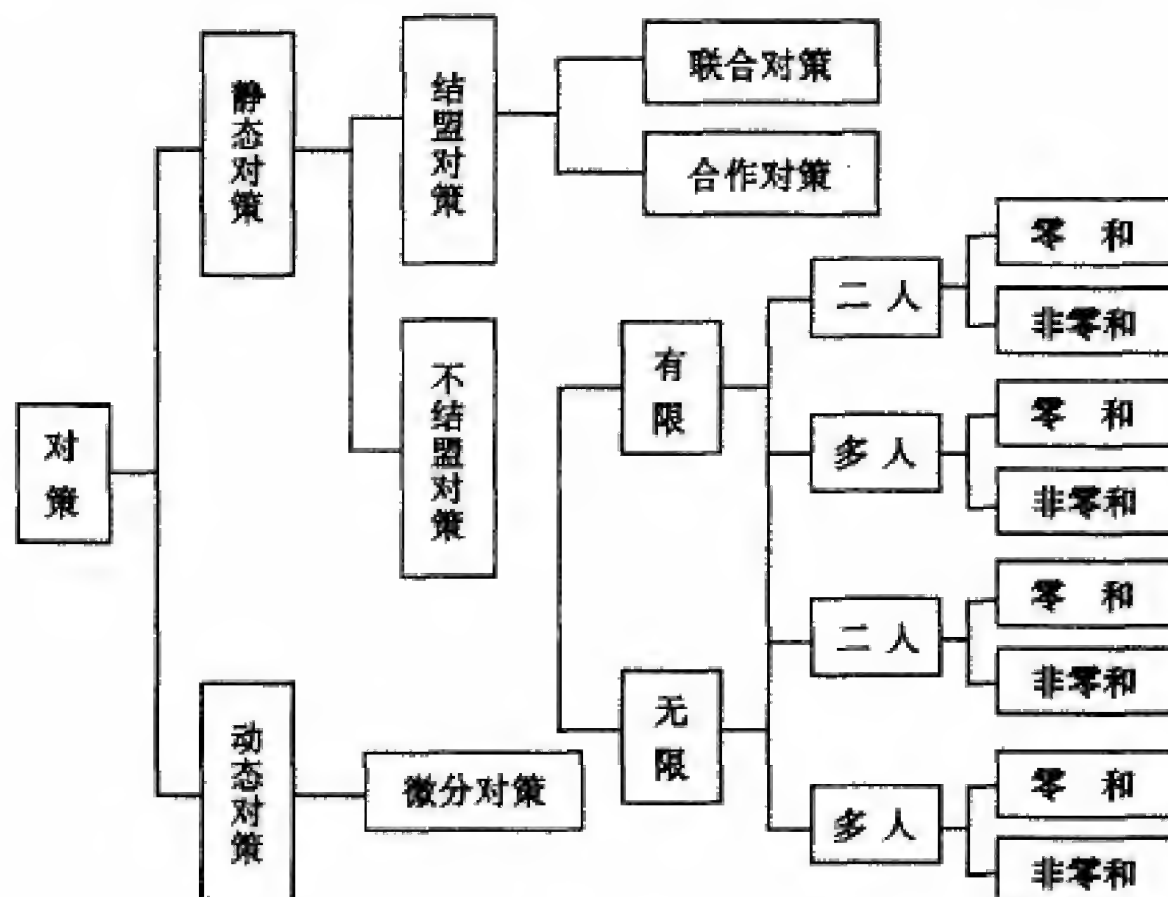 对策
静态对策
结盟对策
联合对策
合作对策
不结盟对策
有限
二人
零和
非零和
多人
零和
非零和
无限
二人
零和
非零和
多人
零和
非零和
动态对策
微分对策